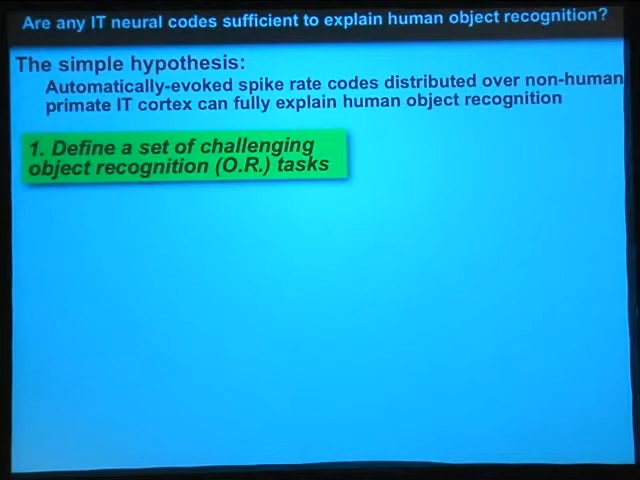 Are any IT neural codes sufficient to explain human object recognition?
The simple hypothesis:
Automatically-evoked spike rate codes distributed over non-human
primate IT cortex can fully explain human object recognition
1. Define a set of challenging
object recognition (O.R.) tasks